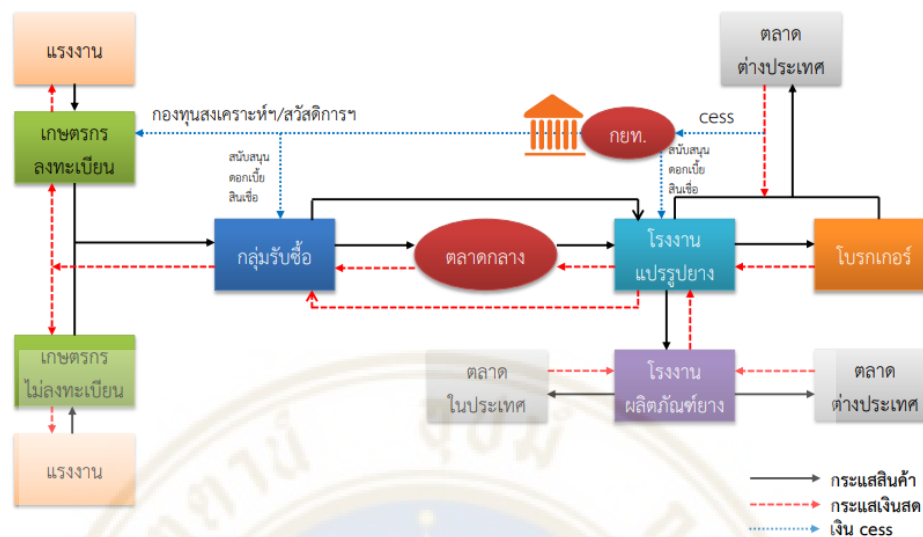 แรงงาน
ตลาด
ต่างประเทศ
กองทุนสงเคราะห์ฯ/สวัสดิการฯ
cess
กยท.
เกษตรกร
ลงทะเบียน
สนับสนุน
ดอกเบี้ย
สินเชื่อ
สนับสนุน
ดอกเบี้ย
สินเชื่อ
กลุ่มรับซื้อ
ตลาดกลาง
โรงงาน
แปรรูปยาง
โบรกเกอร์
เกษตรกร
ไม่ลงทะเบียน
ตลาด
ในประเทศ
โรงงาน
ผลิตภัณฑ์ยาง
ตลาด
ต่างประเทศ
แรงงาน
กระแสสินค้า
กระแสเงินสด
เงิน cess